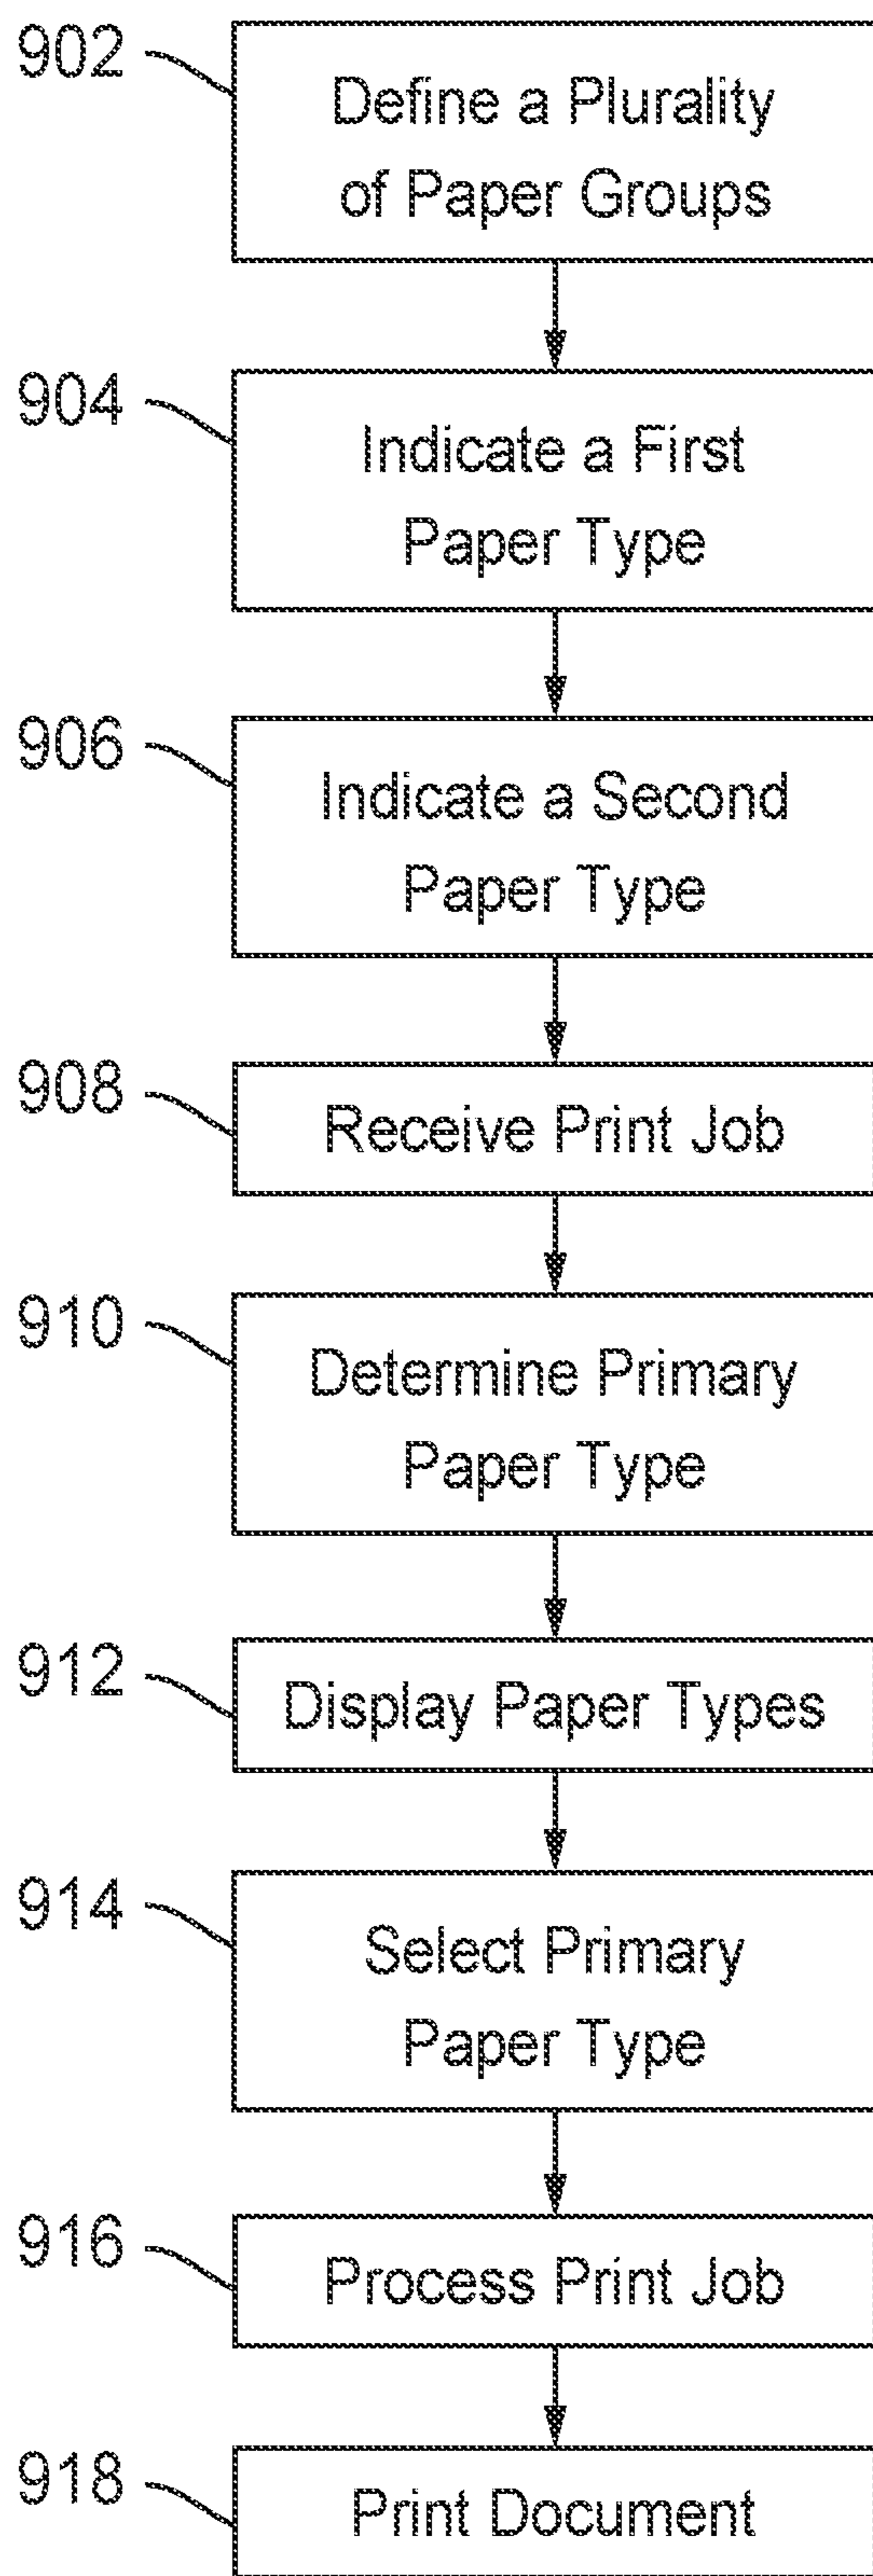 902
Define a Plurality
of Paper Groups
904
Indicate a First
Paper Type
906
Indicate a Second
Paper Type
908
Receive Print Job
910
Determine Primary
Paper Type
912
Display Paper Types
914
Select Primary
Paper Type
916
Process Print Job
918
Print Document